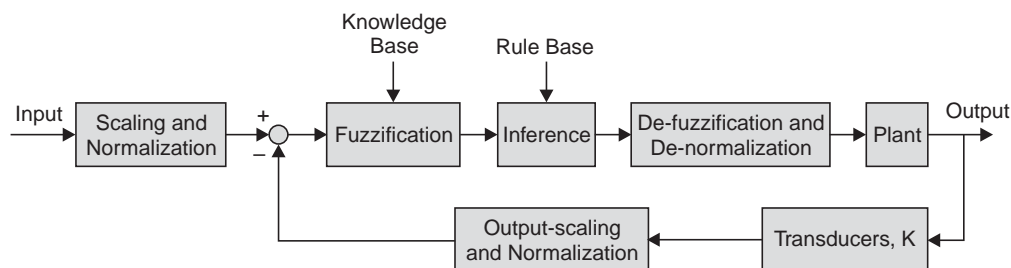 Knowledge
Base
Rule Base
Input
Scaling and
Normalization
+
−
Fuzzification
Inference
De-fuzzification and
De-normalization
Plant
Output
Output-scaling
and Normalization
Transducers, K